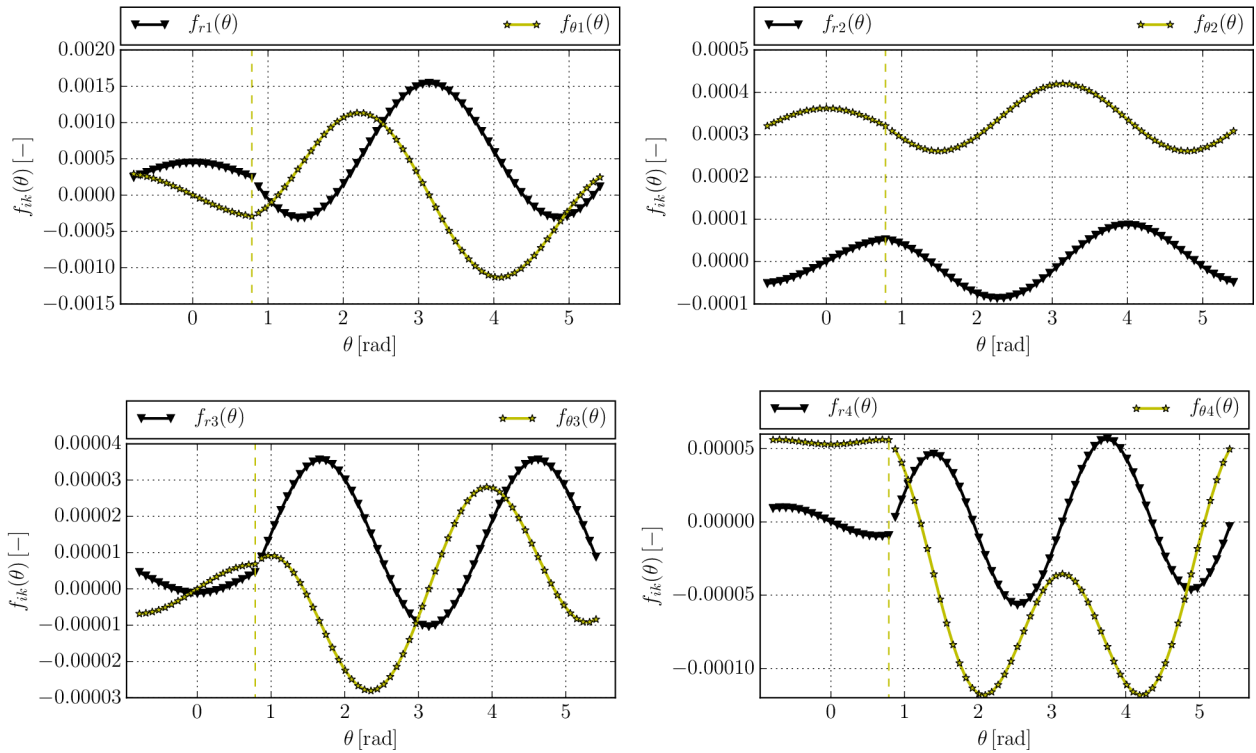 f_{r1}(θ) f_{θ1}(θ)
0.0020
0.0015
0.0010
0.0005
0.0000
−0.0005
−0.0010
−0.0015
f_{ik}(θ) [−]
0 1 2 3 4 5
θ [rad]
f_{r2}(θ) f_{θ2}(θ)
0.0005
0.0004
0.0003
0.0002
0.0001
0.0000
−0.0001
f_{ik}(θ) [−]
0 1 2 3 4 5
θ [rad]
f_{r3}(θ) f_{θ3}(θ)
0.00004
0.00003
0.00002
0.00001
0.00000
−0.00001
−0.00002
−0.00003
f_{ik}(θ) [−]
0 1 2 3 4 5
θ [rad]
f_{r4}(θ) f_{θ4}(θ)
0.00005
0.00000
−0.00005
−0.00010
f_{ik}(θ) [−]
0 1 2 3 4 5
θ [rad]